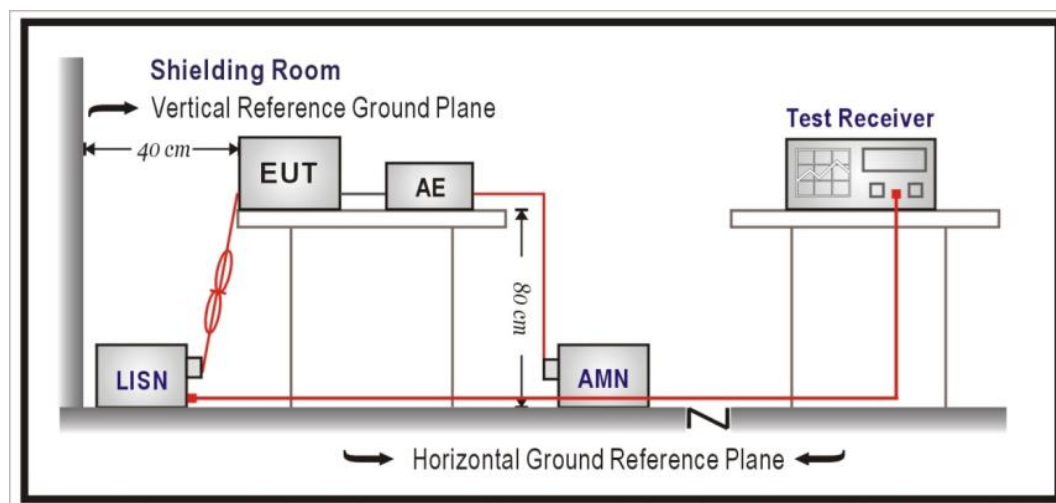 Shielding Room
Vertical Reference Ground Plane
Test Receiver
40 cm
EUT
AE
80 cm
LISN
AMN
Horizontal Ground Reference Plane